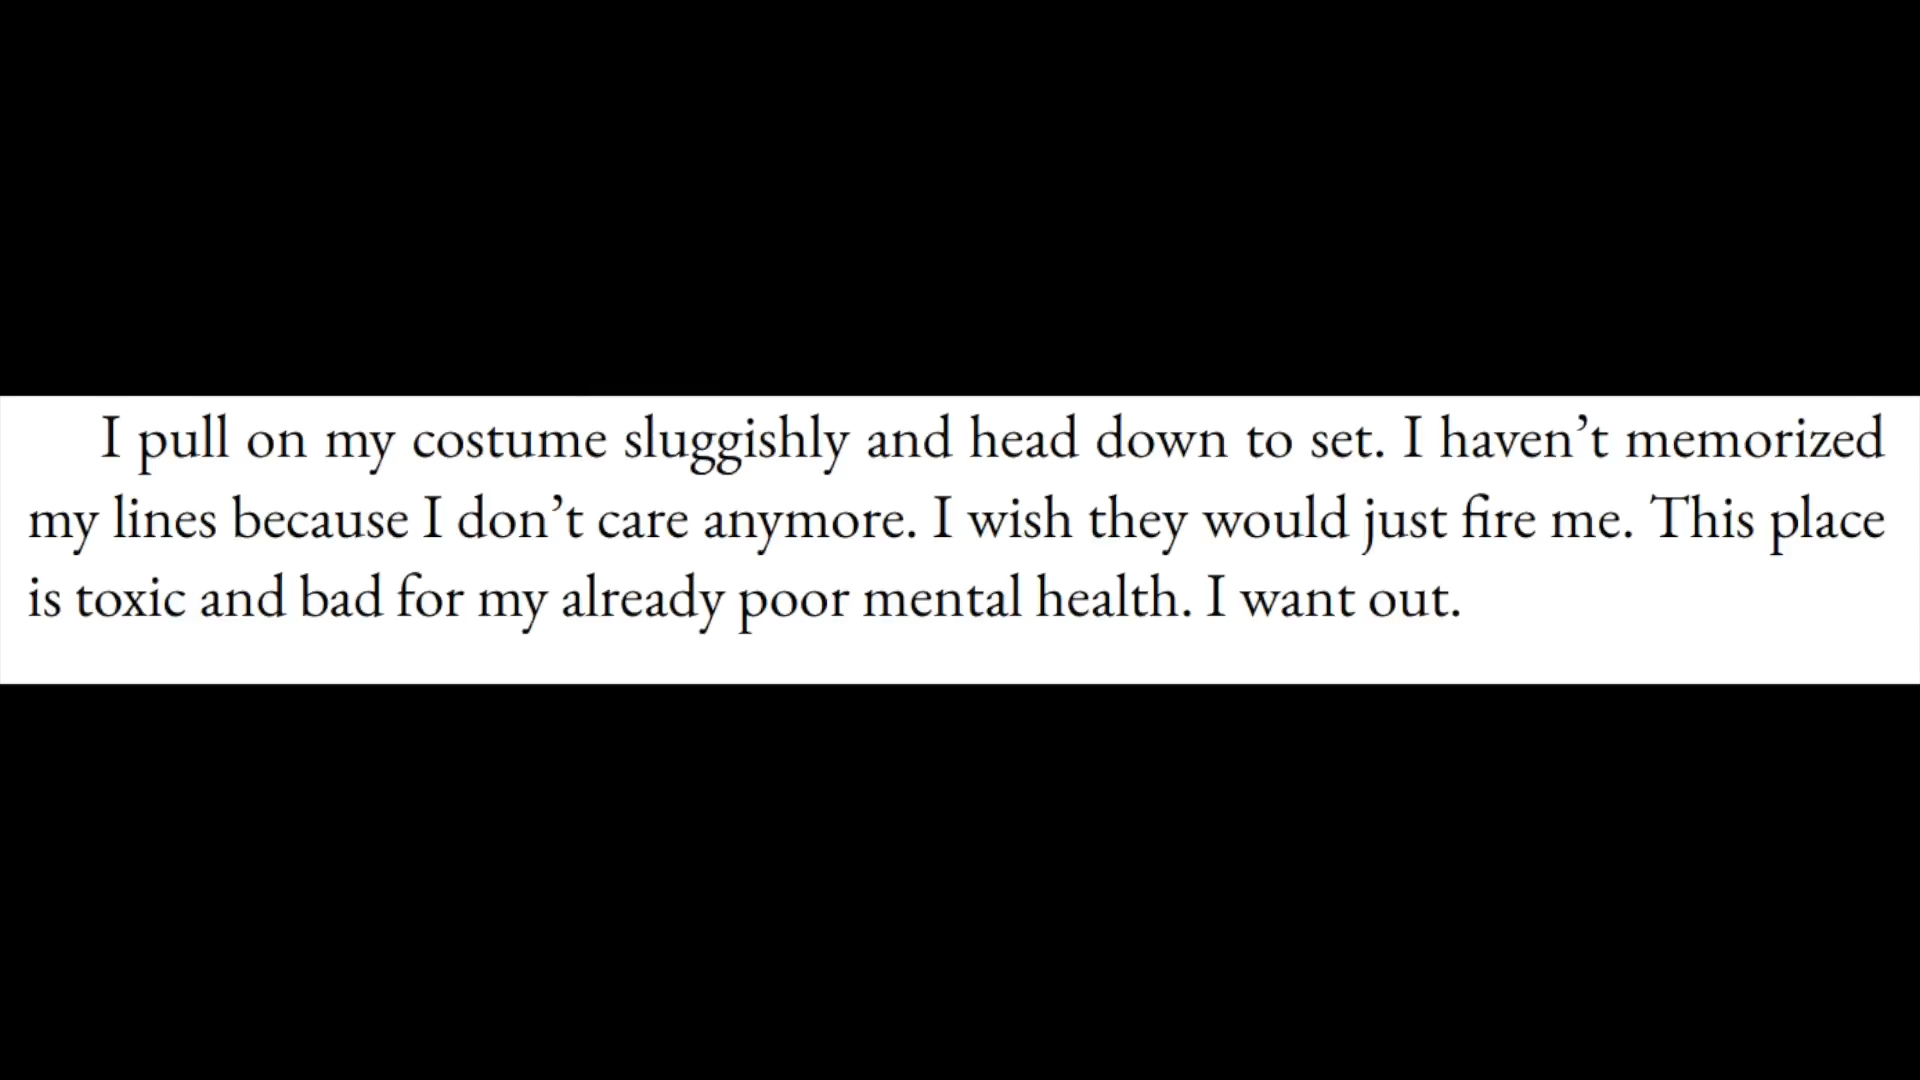 I pull on my costume sluggishly and head down to set. I haven’t memorized
my lines because I don’t care anymore. I wish they would just fire me. This place
is toxic and bad for my already poor mental health. I want out.